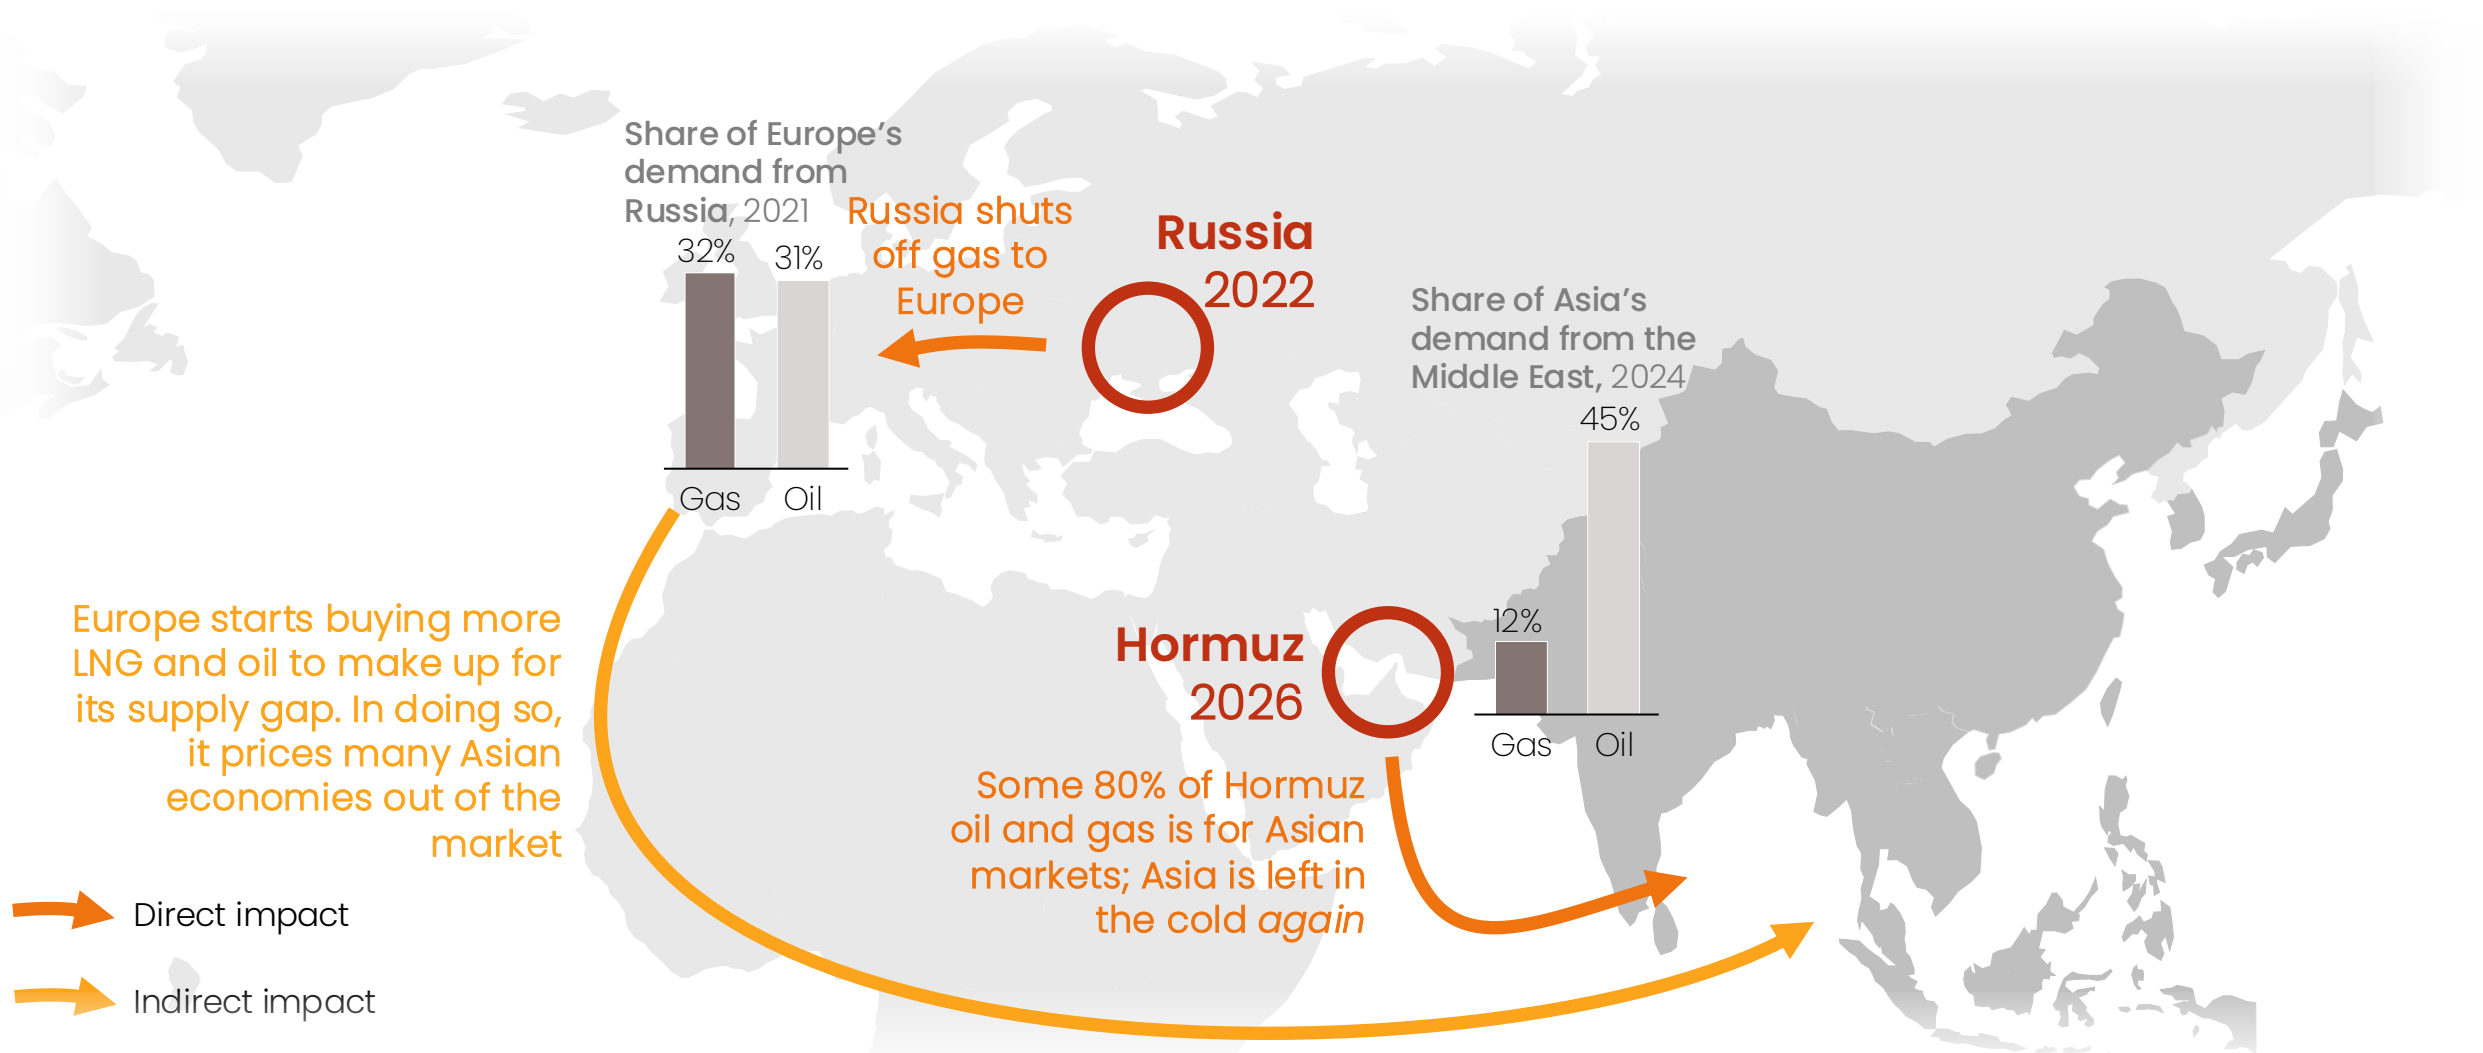 Share of Europe’s
demand from
Russia, 2021
32%
31%
Gas
Oil
Russia shuts
off gas to
Europe
Russia
2022
Share of Asia’s
demand from the
Middle East, 2024
45%
12%
Gas
Oil
Hormuz
2026
Some 80% of Hormuz
oil and gas is for Asian
markets; Asia is left in
the cold again
Europe starts buying more
LNG and oil to make up for
its supply gap. In doing so,
it prices many Asian
economies out of the
market
Direct impact
Indirect impact